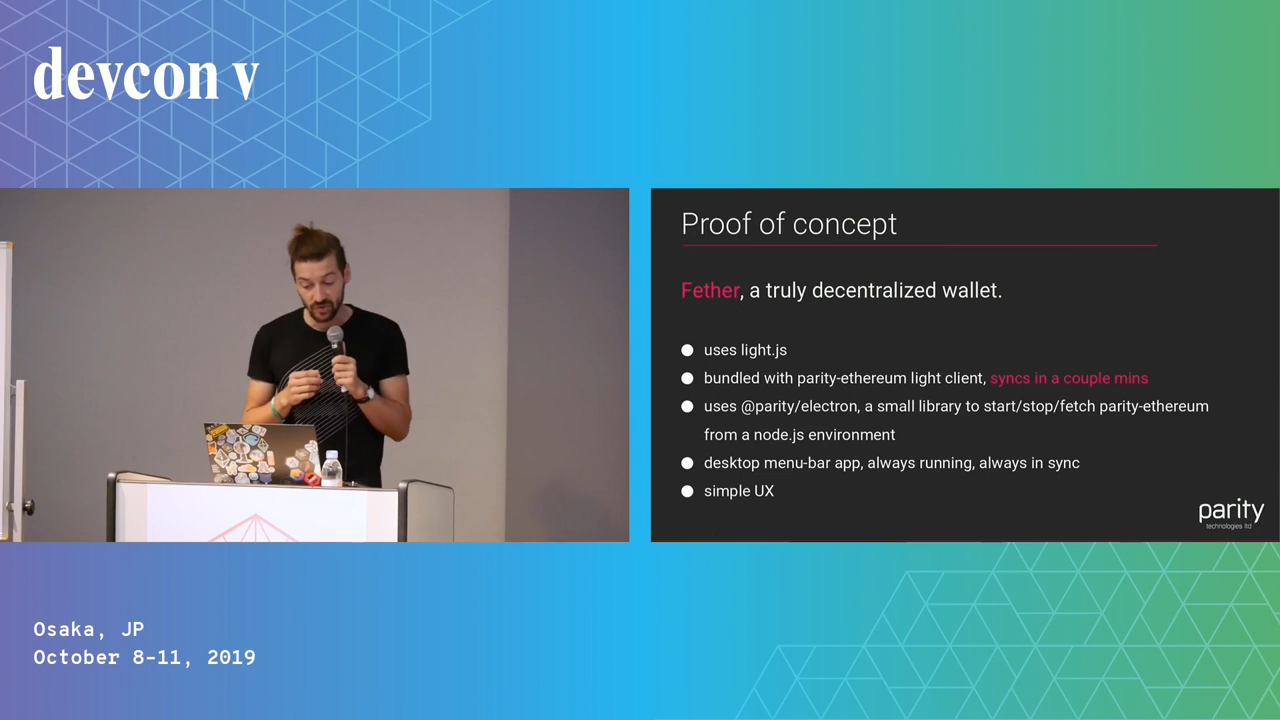 devcon v
Proof of concept
Fether, a truly decentralized wallet.
uses light.js
bundled with parity-ethereum light client, syncs in a couple mins
uses @parity/electron, a small library to start/stop/fetch parity-ethereum
from a node.js environment
desktop menu-bar app, always running, always in sync
simple UX
parity
technologies ltd
Osaka, JP
October 8-11, 2019